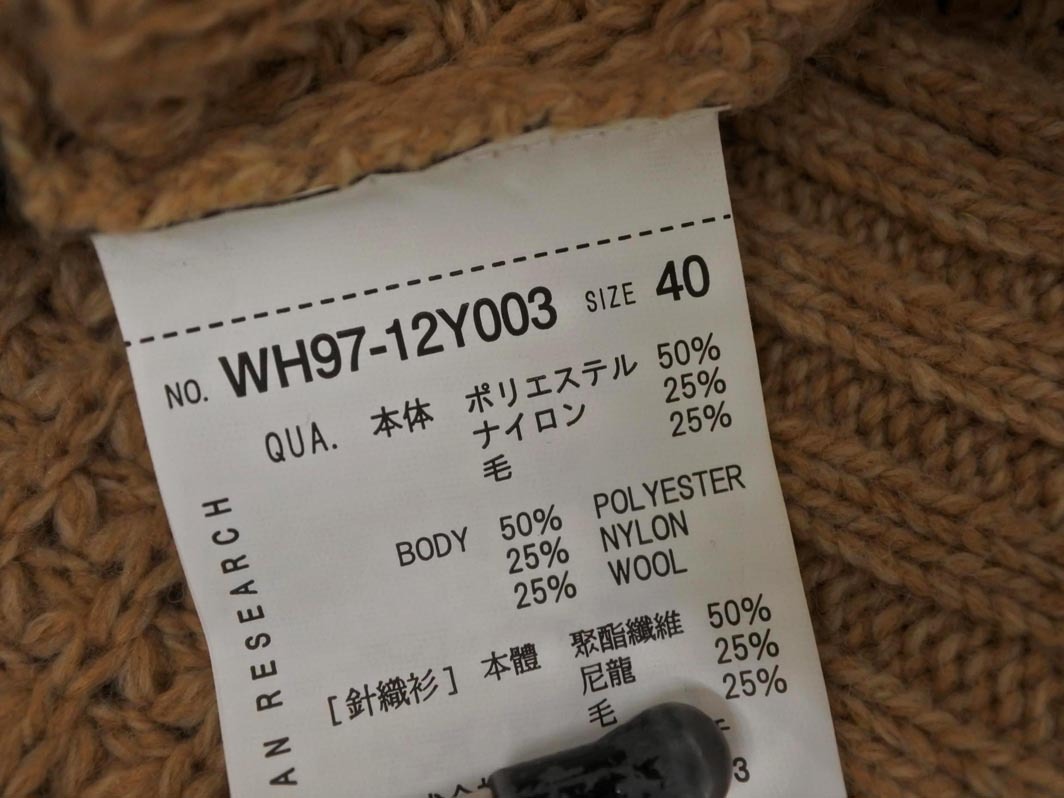 NO. WH97-12Y003 SIZE 40
QUA. 本体 ポリエステル 50%
ナイロン 25%
毛 25%
BODY 50% POLYESTER
25% NYLON
25% WOOL
[針織衫] 本體 聚酯纖維 50%
尼龍 25%
毛 25%
AN RESEARCH